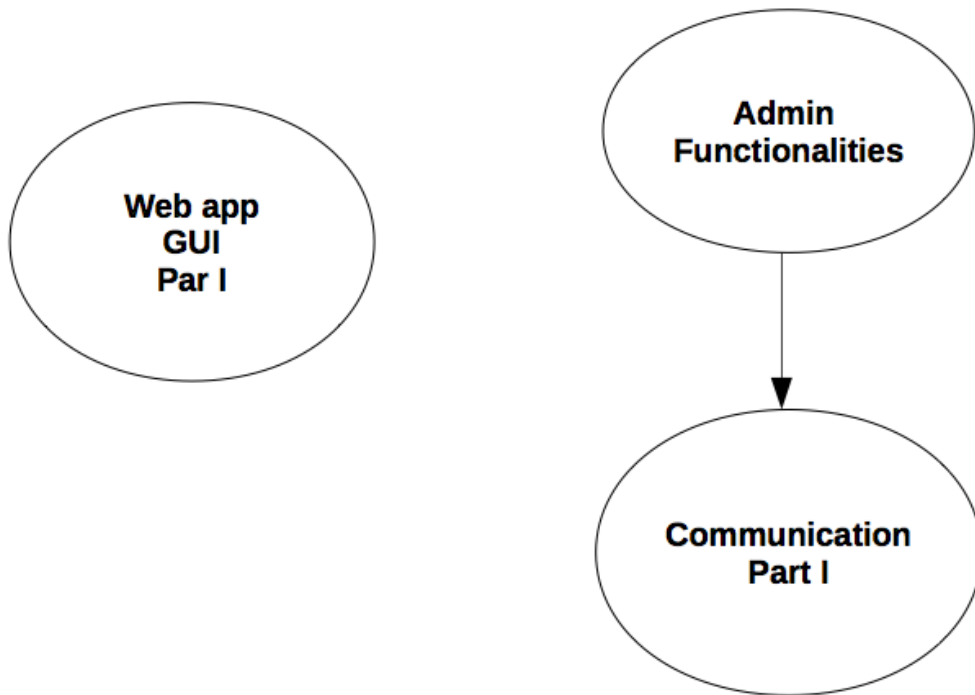 Web app
GUI
Par I
Admin
Functionalities
Communication
Part I